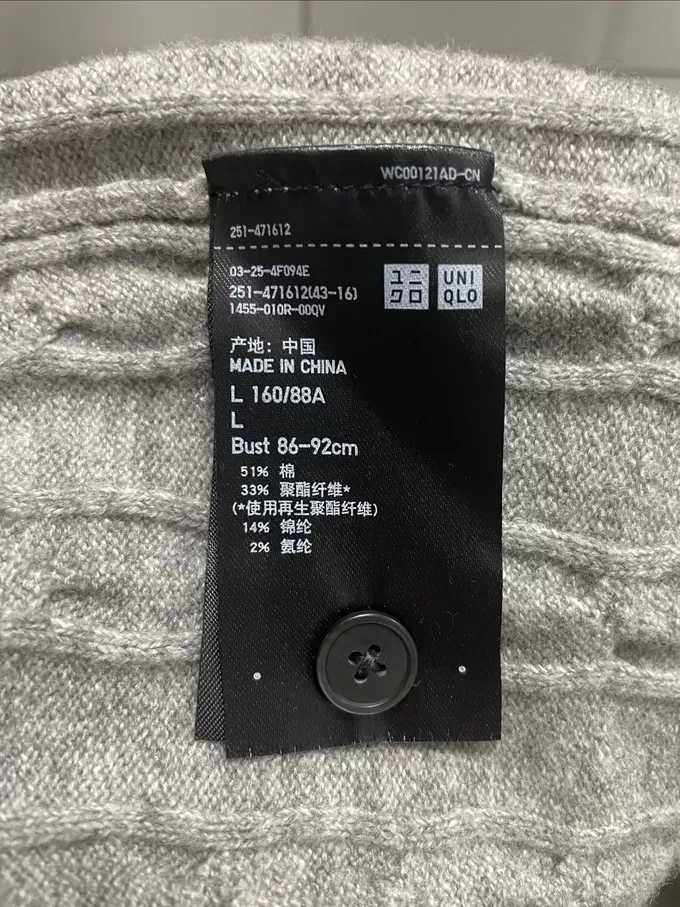 WC00121AD-CN
251-471612
03-25-4F094E
251-471612(43-16)
1455-010R-00QV
ユニ
クロ
UNI
QLO
产地：中国
MADE IN CHINA
L 160/88A
L
Bust 86-92cm
51% 棉
33% 聚酯纤维*
(*使用再生聚酯纤维)
14% 锦纶
2% 氨纶